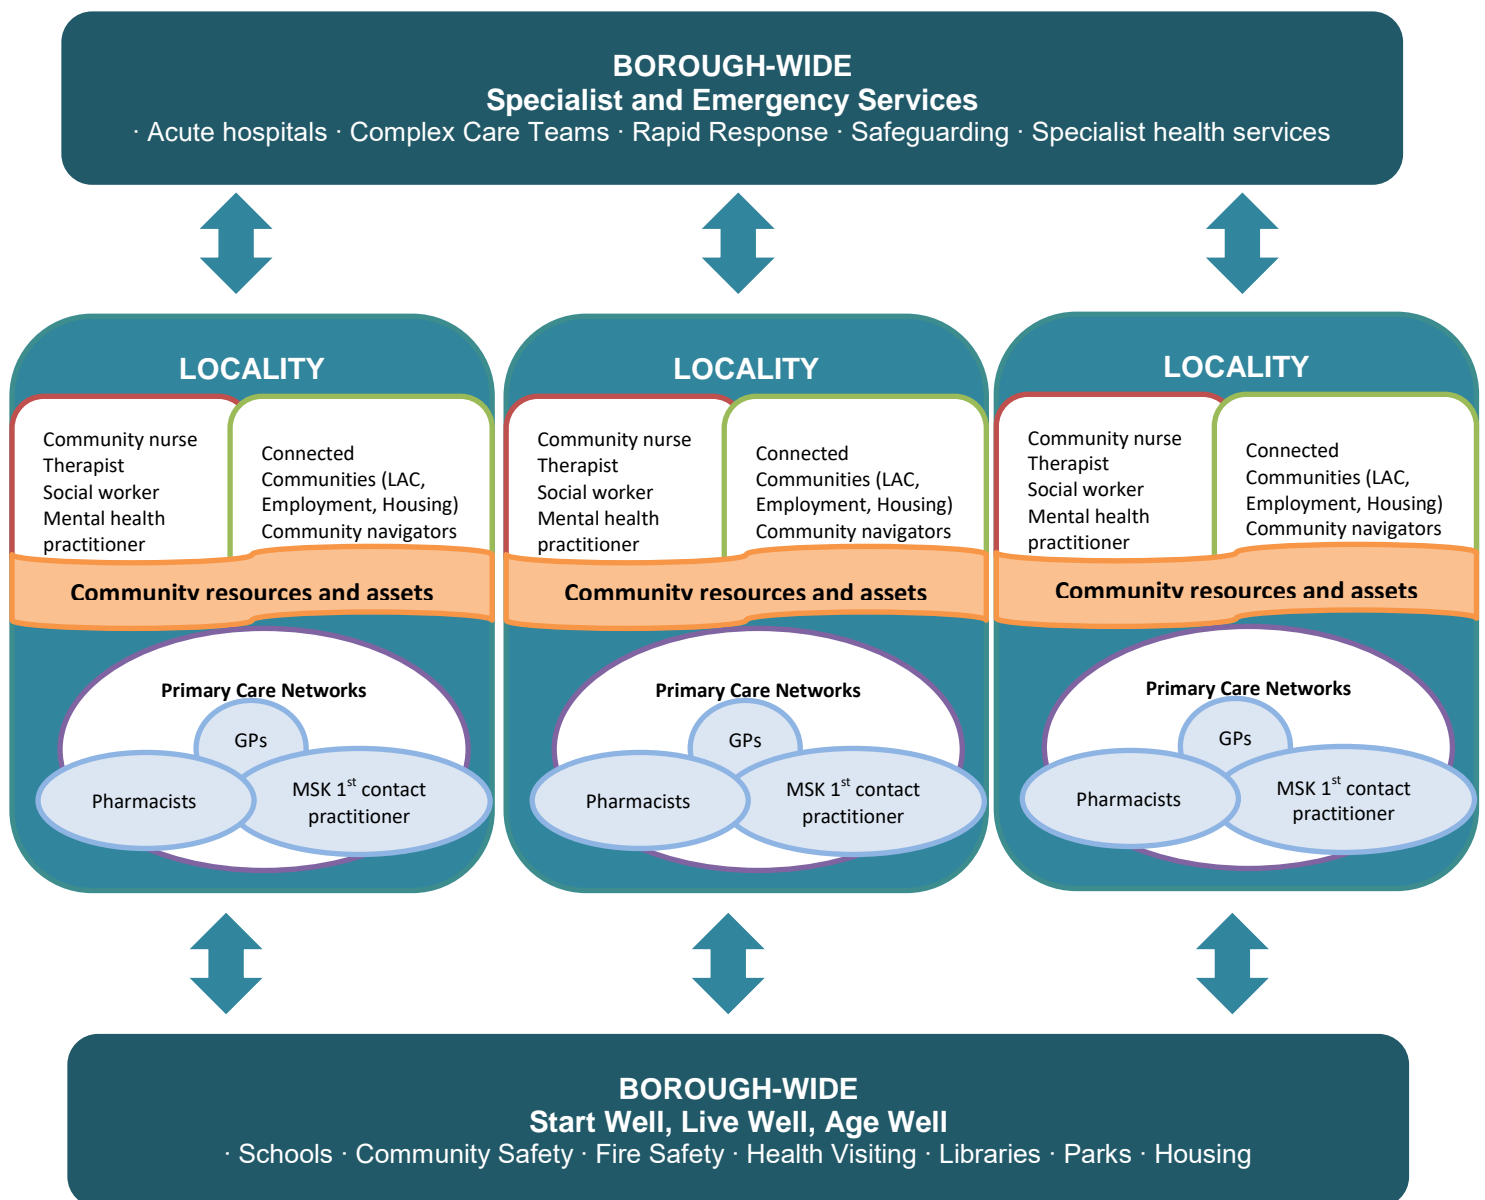 BOROUGH-WIDE
Specialist and Emergency Services
· Acute hospitals · Complex Care Teams · Rapid Response · Safeguarding · Specialist health services
LOCALITY
Community nurse
Therapist
Social worker
Mental health
practitioner
Connected
Communities (LAC,
Employment, Housing)
Community navigators
Community resources and assets
Primary Care Networks
GPs
Pharmacists
MSK 1st contact
practitioner
LOCALITY
Community nurse
Therapist
Social worker
Mental health
practitioner
Connected
Communities (LAC,
Employment, Housing)
Community navigators
Community resources and assets
Primary Care Networks
GPs
Pharmacists
MSK 1st contact
practitioner
LOCALITY
Community nurse
Therapist
Social worker
Mental health
practitioner
Connected
Communities (LAC,
Employment, Housing)
Community navigators
Community resources and assets
Primary Care Networks
GPs
Pharmacists
MSK 1st contact
practitioner
BOROUGH-WIDE
Start Well, Live Well, Age Well
· Schools · Community Safety · Fire Safety · Health Visiting · Libraries · Parks · Housing